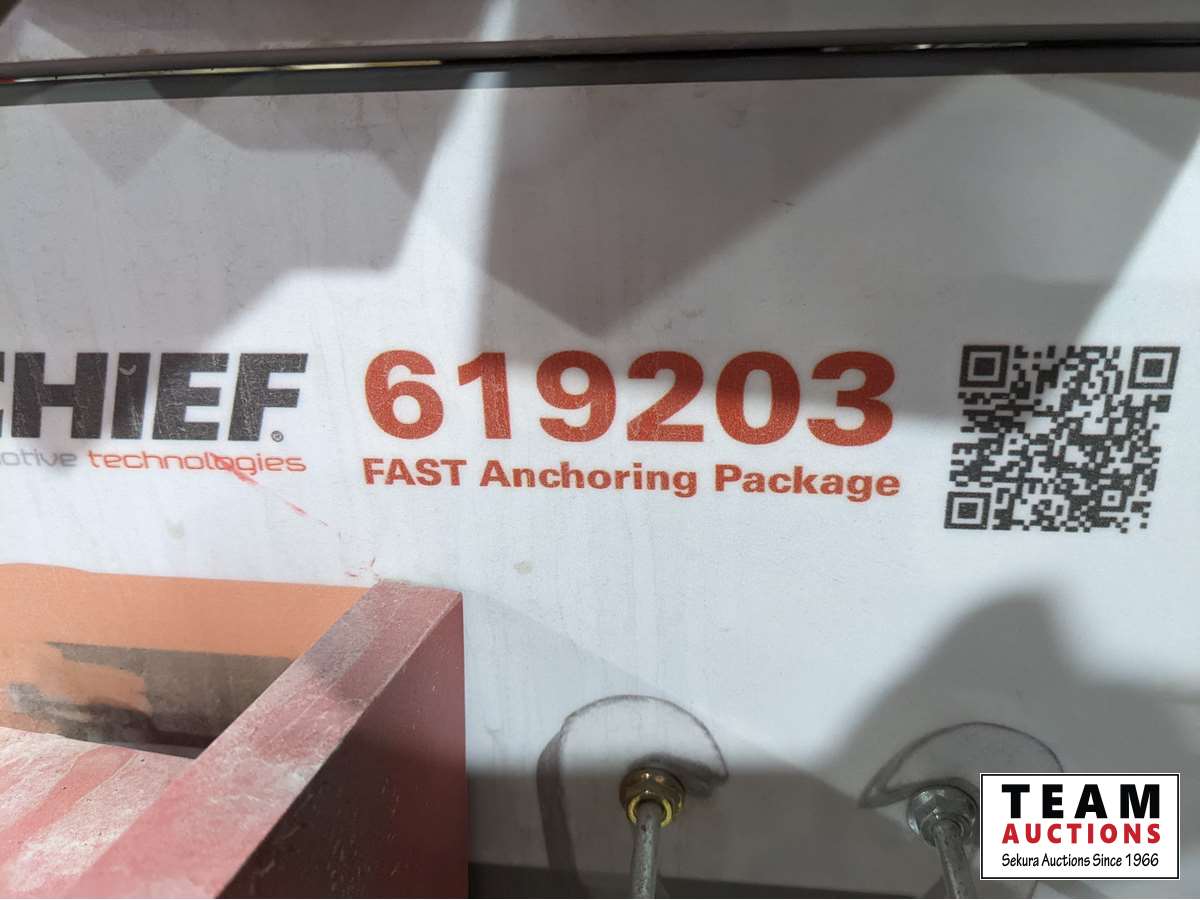 CHIEF®
619203
otive technologies
FAST Anchoring Package
TEAM
AUCTIONS
Sekura Auctions Since 1966